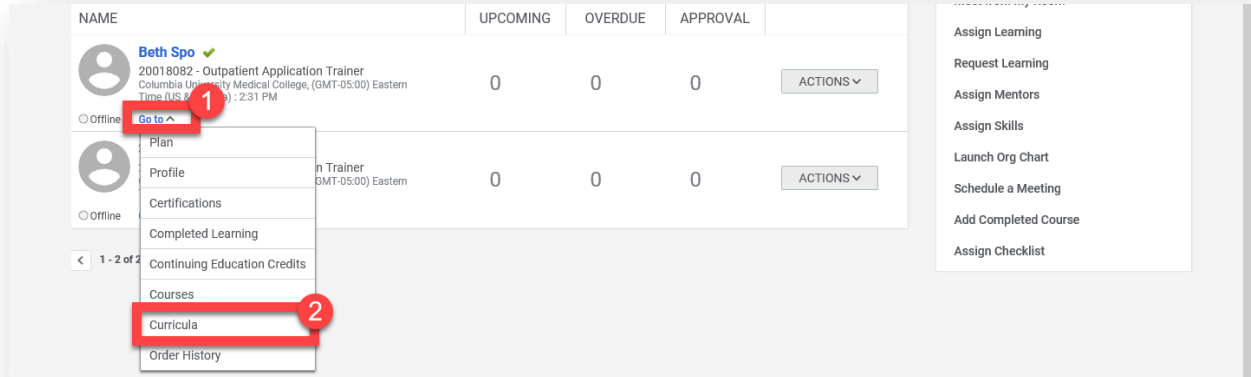 NAME UPCOMING OVERDUE APPROVAL
Beth Spo
20018082 - Outpatient Application Trainer
Columbia University Medical College, (GMT-05:00) Eastern
Time (US & : 2:31 PM
0 0 0 ACTIONS
1
Offline Go to
Plan
Profile
Certifications
Completed Learning
Continuing Education Credits
Courses
Curricula
2
Order History
n Trainer
GMT-05:00) Eastern
0 0 0 ACTIONS
Offline
1 - 2 of 2
Assign Learning
Request Learning
Assign Mentors
Assign Skills
Launch Org Chart
Schedule a Meeting
Add Completed Course
Assign Checklist